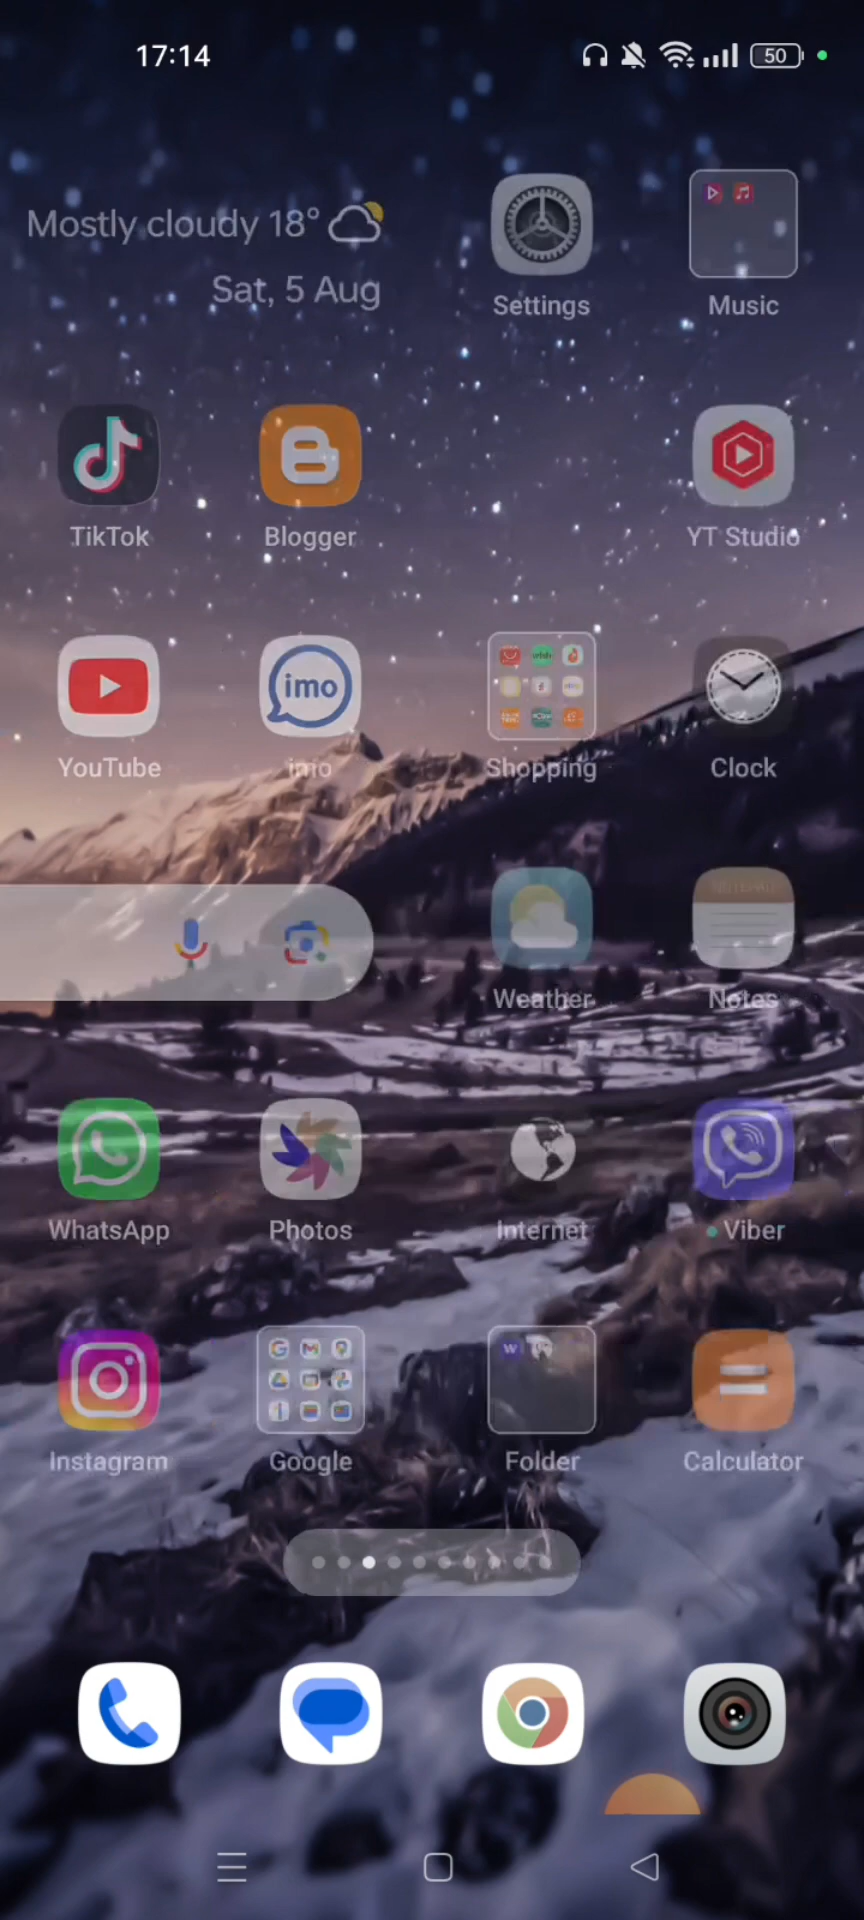 17:14
50
Mostly cloudy 18°
Sat, 5 Aug
Settings
Music
TikTok
Blogger
YT Studio
YouTube
imo
imo
Shopping
Clock
Weather
Notes
WhatsApp
Photos
Internet
Viber
Instagram
Google
Folder
Calculator